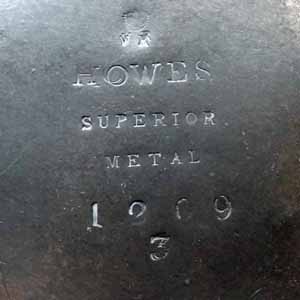 VR
HOWES
SUPERIOR
METAL
1209
3